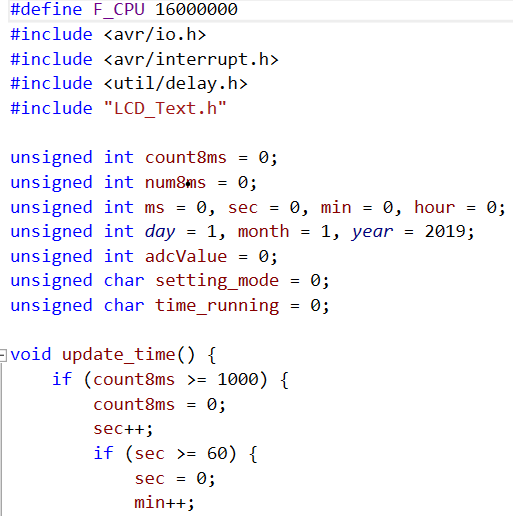 #define F_CPU 16000000
#include <avr/io.h>
#include <avr/interrupt.h>
#include <util/delay.h>
#include "LCD_Text.h"

unsigned int count8ms = 0;
unsigned int num8ms = 0;
unsigned int ms = 0, sec = 0, min = 0, hour = 0;
unsigned int day = 1, month = 1, year = 2019;
unsigned int adcValue = 0;
unsigned char setting_mode = 0;
unsigned char time_running = 0;

void update_time() {
    if (count8ms >= 1000) {
        count8ms = 0;
        sec++;
        if (sec >= 60) {
            sec = 0;
            min++;